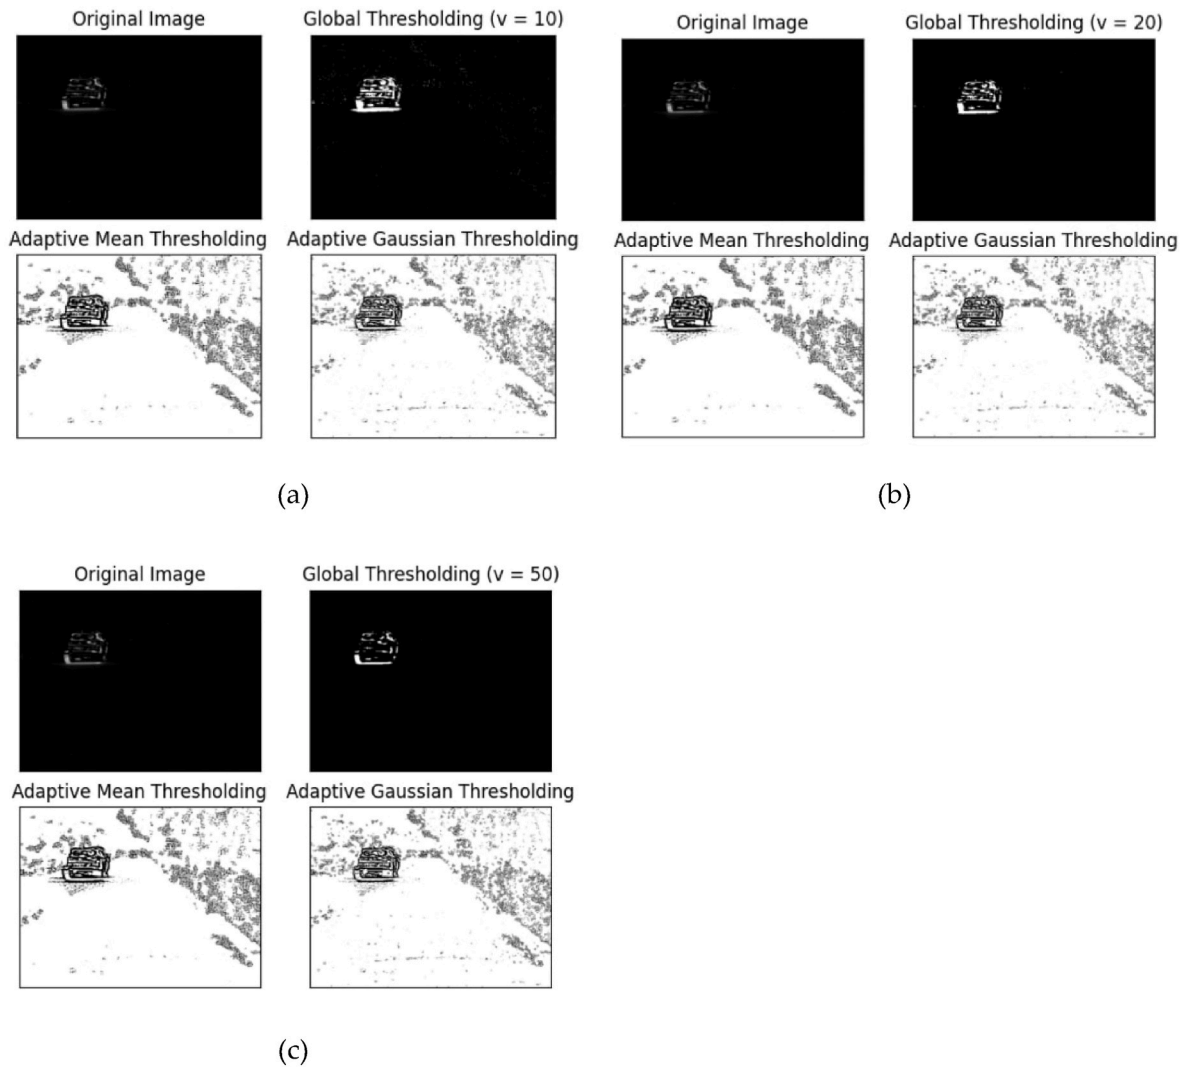 Original Image
Global Thresholding (v = 10)
Adaptive Mean Thresholding
Adaptive Gaussian Thresholding
(a)
Original Image
Global Thresholding (v = 20)
Adaptive Mean Thresholding
Adaptive Gaussian Thresholding
(b)
Original Image
Global Thresholding (v = 50)
Adaptive Mean Thresholding
Adaptive Gaussian Thresholding
(c)